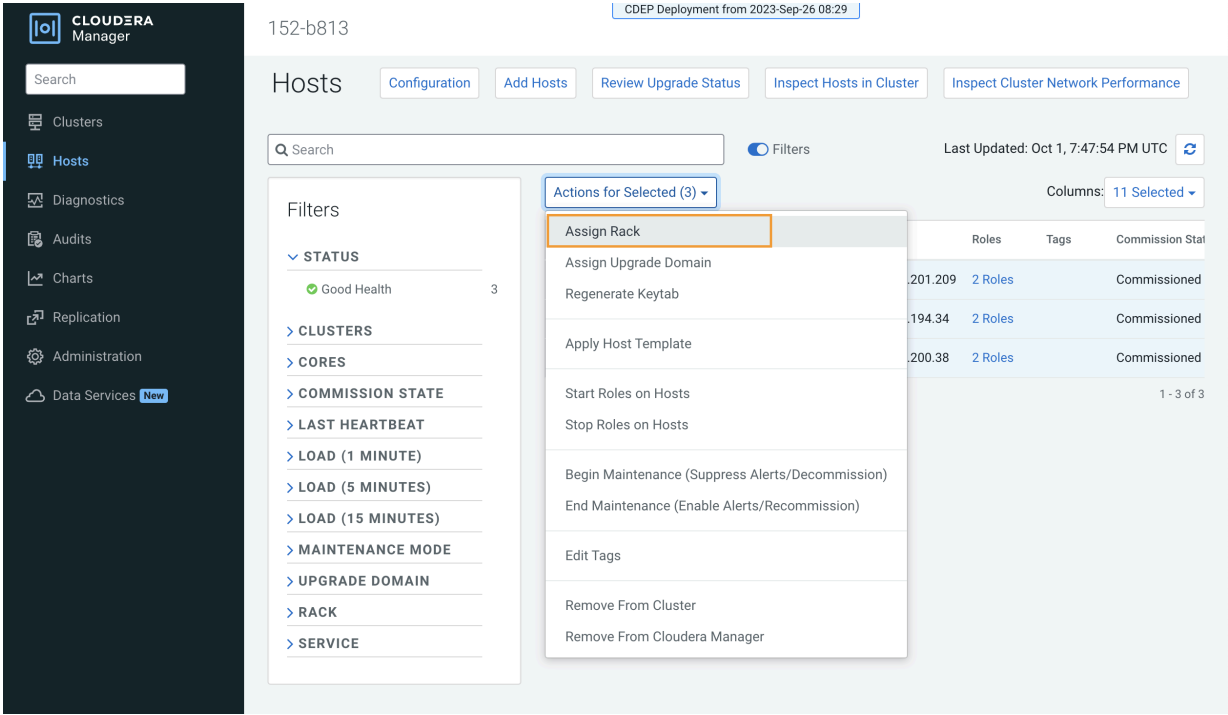 CLOUDERA
Manager
Search
Clusters
Hosts
Diagnostics
Audits
Charts
Replication
Administration
Data Services New
CDEP Deployment from 2023-Sep-26 08:29
152-b813
Hosts
Configuration
Add Hosts
Review Upgrade Status
Inspect Hosts in Cluster
Inspect Cluster Network Performance
Search
Filters
Last Updated: Oct 1, 7:47:54 PM UTC
Filters
STATUS
Good Health 3
CLUSTERS
CORES
COMMISSION STATE
LAST HEARTBEAT
LOAD (1 MINUTE)
LOAD (5 MINUTES)
LOAD (15 MINUTES)
MAINTENANCE MODE
UPGRADE DOMAIN
RACK
SERVICE
Actions for Selected (3)
Columns: 11 Selected
Assign Rack
Assign Upgrade Domain
Regenerate Keytab
Apply Host Template
Start Roles on Hosts
Stop Roles on Hosts
Begin Maintenance (Suppress Alerts/Decommission)
End Maintenance (Enable Alerts/Recommission)
Edit Tags
Remove From Cluster
Remove From Cloudera Manager
Roles Tags Commission Stat
.201.209 2 Roles Commissioned
.194.34 2 Roles Commissioned
.200.38 2 Roles Commissioned
1 - 3 of 3